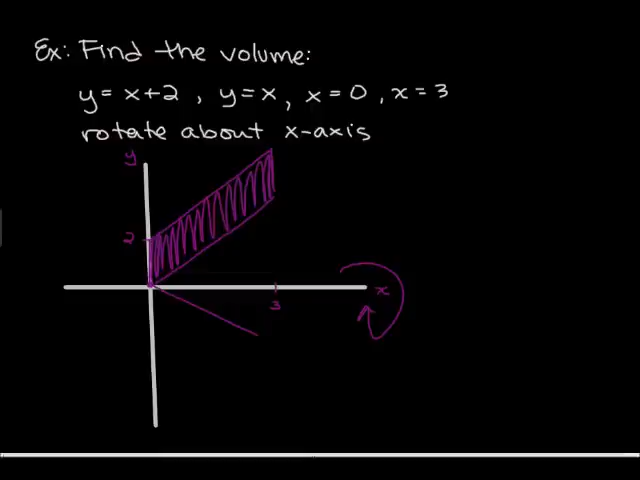 Ex: Find the volume:
y = x+2 , y = x , x = 0 , x = 3
rotate about x-axis
y
2
x
3